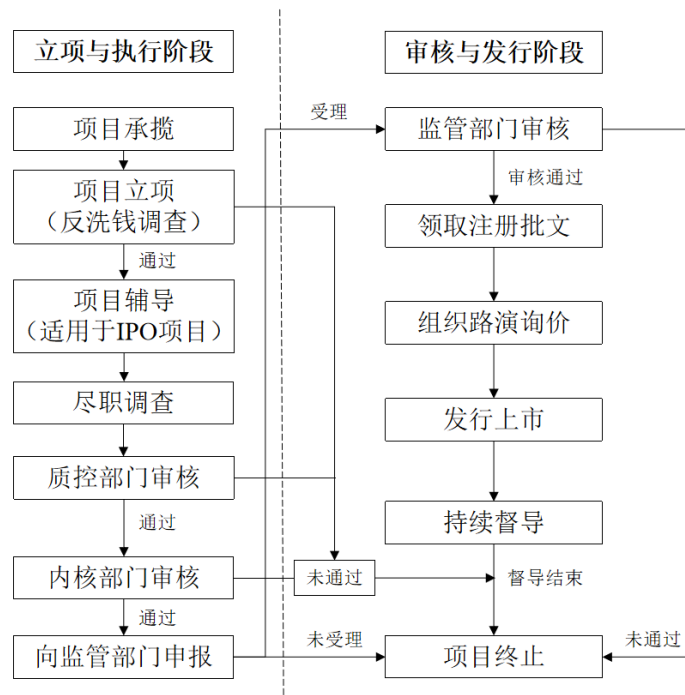 立项与执行阶段
项目承揽
项目立项
（反洗钱调查）
通过
项目辅导
（适用于IPO项目）
尽职调查
质控部门审核
通过
内核部门审核
通过
向监管部门申报
审核与发行阶段
受理
监管部门审核
审核通过
领取注册批文
组织路演询价
发行上市
持续督导
未通过
督导结束
未受理
项目终止
未通过